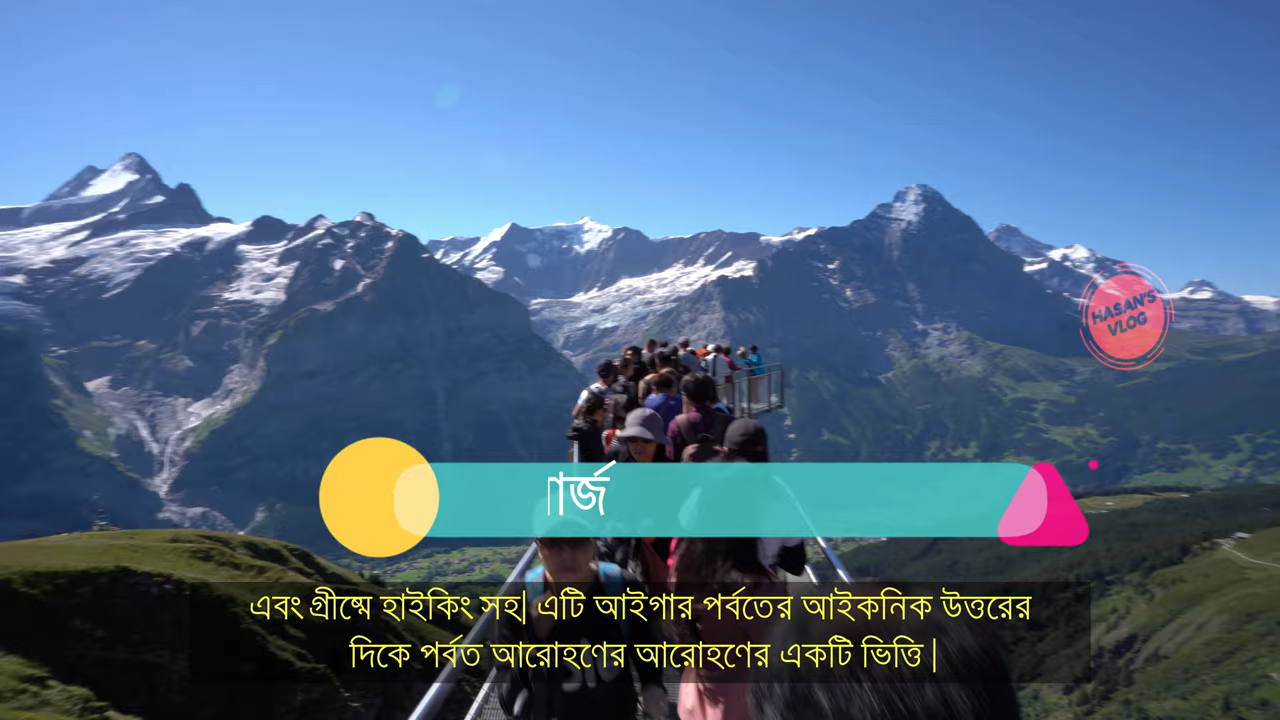 HASAN'S
VLOG
র্জ
এবং গ্রীষ্মে হাইকিং সহ| এটি আইগার পর্বতের আইকনিক উত্তরের
দিকে পর্বত আরোহণের আরোহণের একটি ভিত্তি |